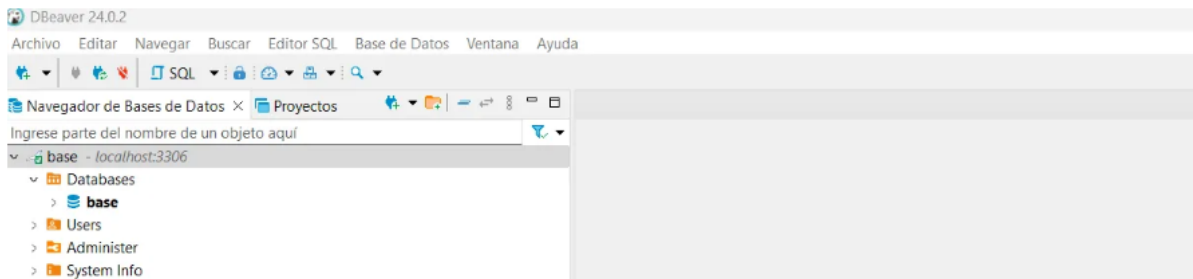 DBeaver 24.0.2
Archivo Editar Navegar Buscar Editor SQL Base de Datos Ventana Ayuda
SQL
Navegador de Bases de Datos Proyectos
Ingrese parte del nombre de un objeto aquí
base - localhost:3306
Databases
base
Users
Administer
System Info